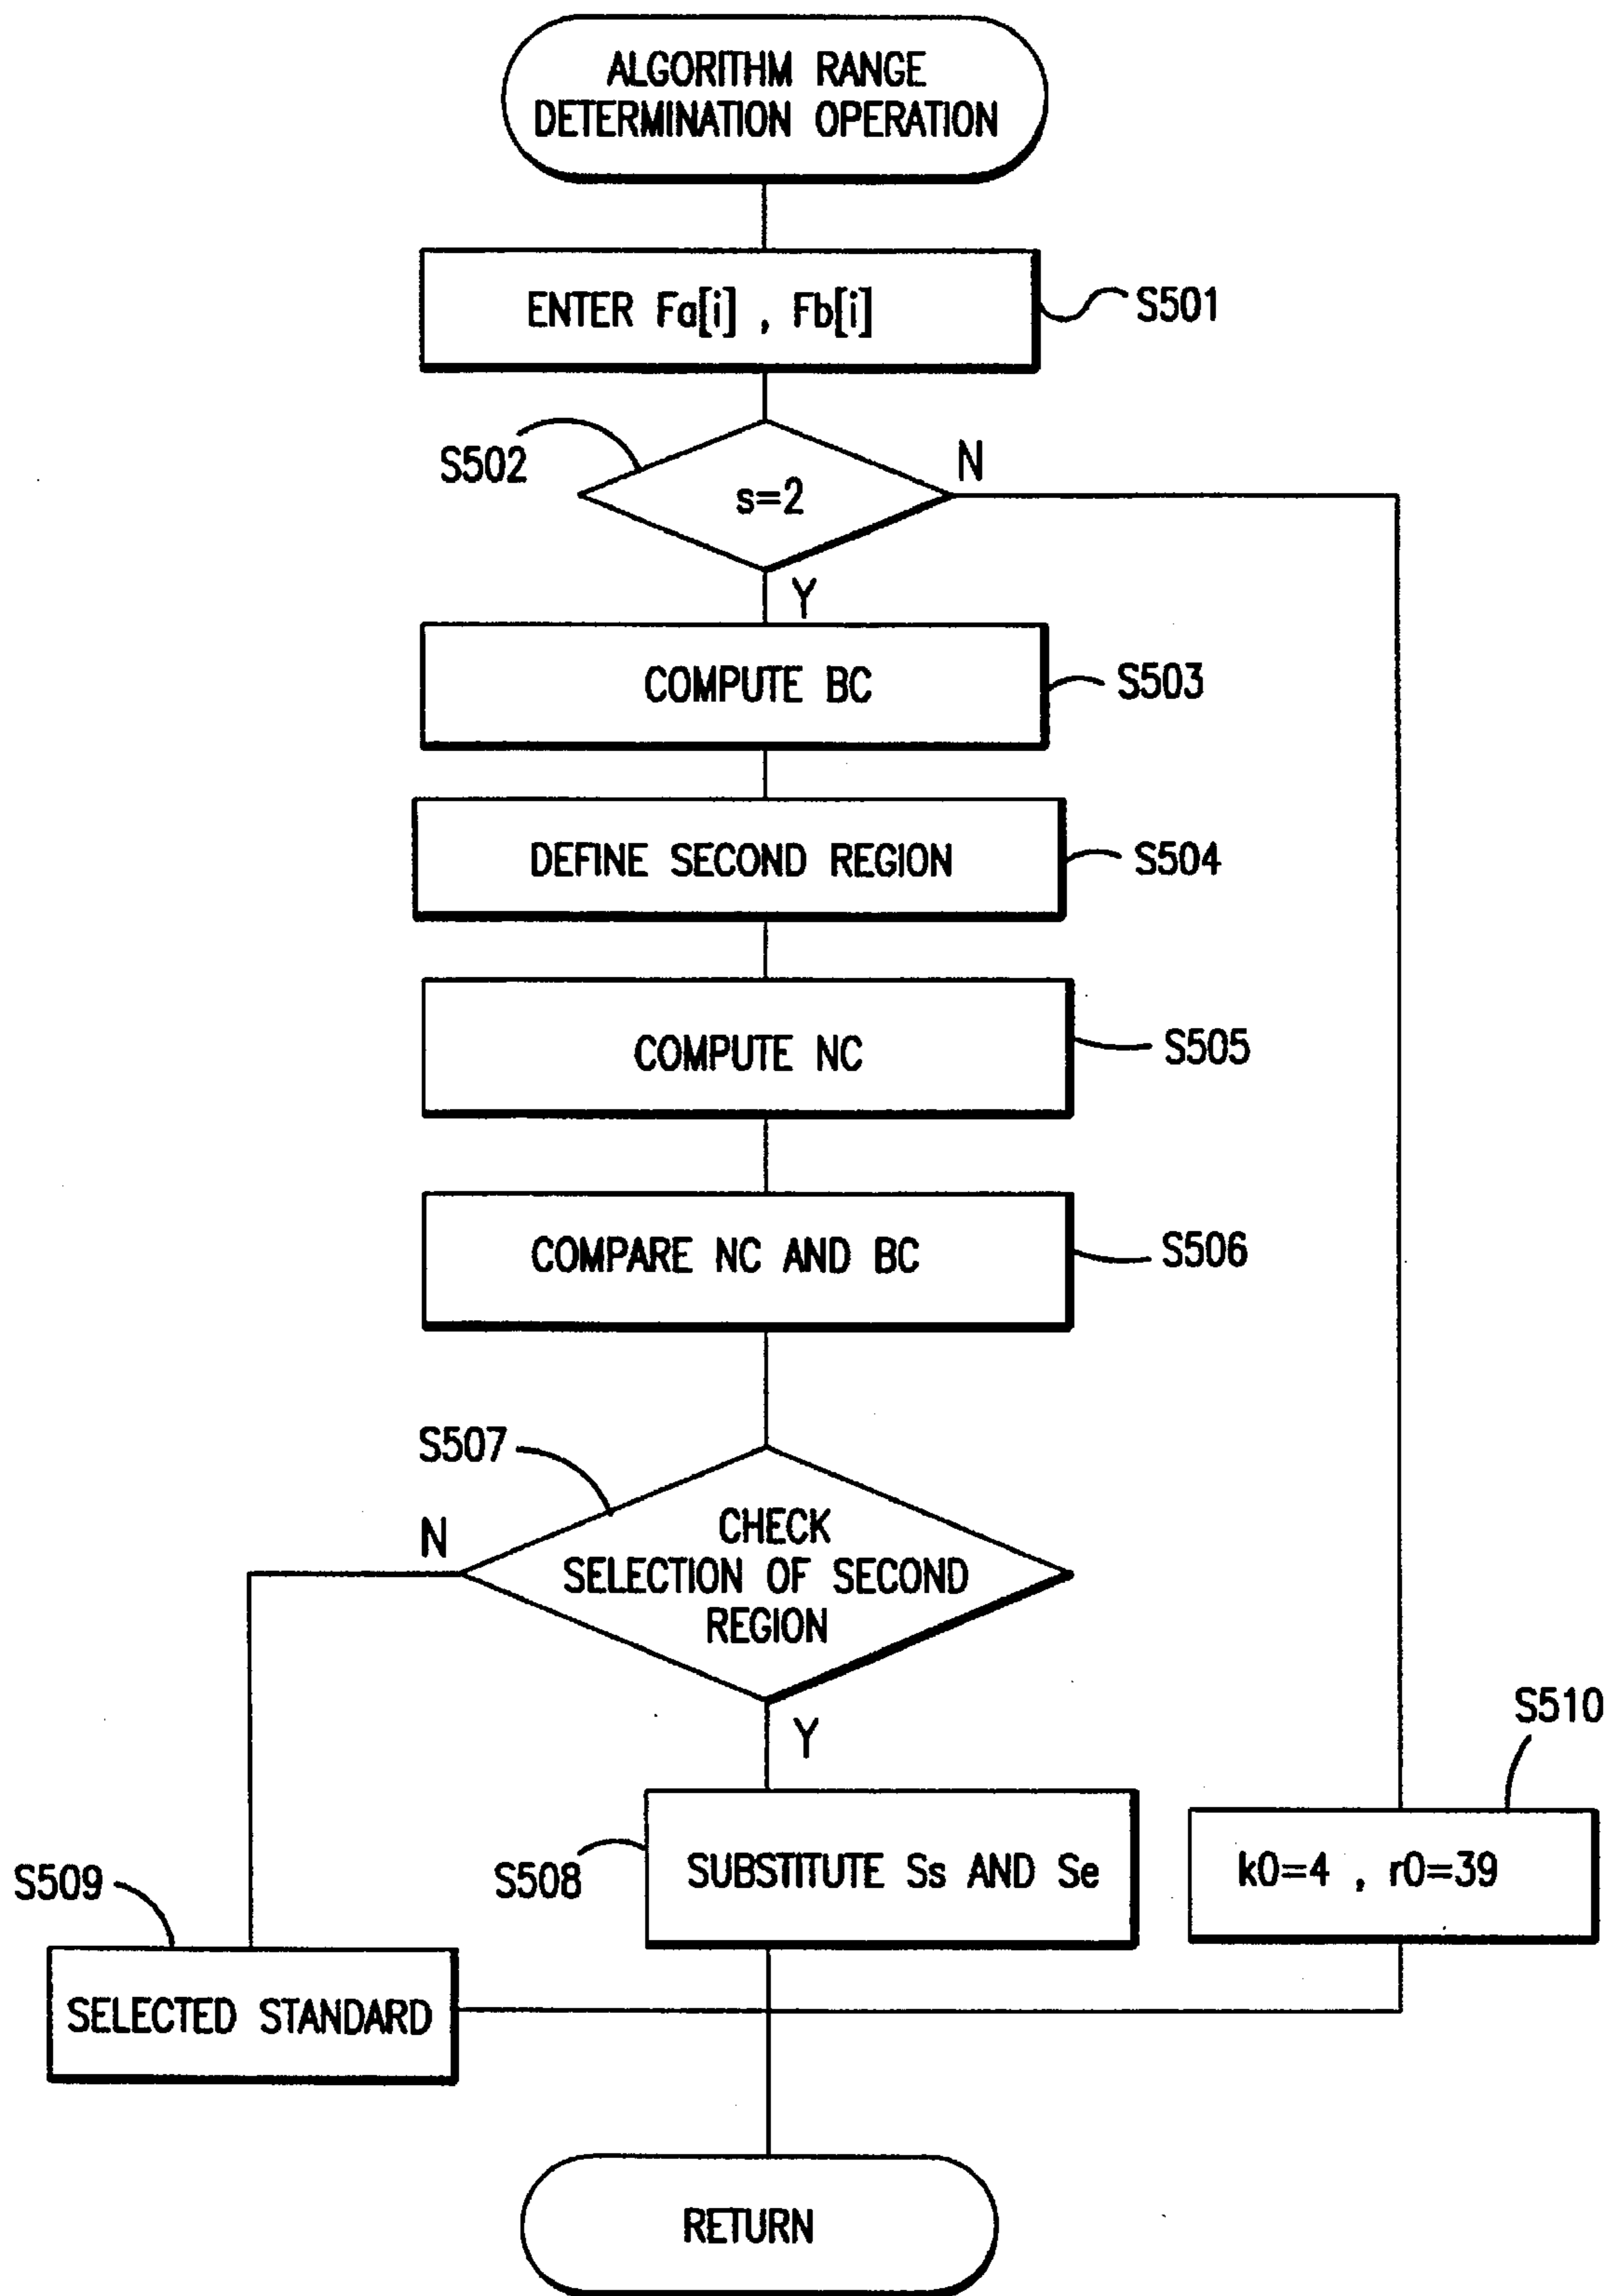 ALGORITHM RANGE
DETERMINATION OPERATION
ENTER Fa[i] , Fb[i]
S501
S502
s=2
N
Y
COMPUTE BC
S503
DEFINE SECOND REGION
S504
COMPUTE NC
S505
COMPARE NC AND BC
S506
S507
N
CHECK
SELECTION OF SECOND
REGION
Y
S510
S508
SUBSTITUTE Ss AND Se
k0=4 , r0=39
S509
SELECTED STANDARD
RETURN